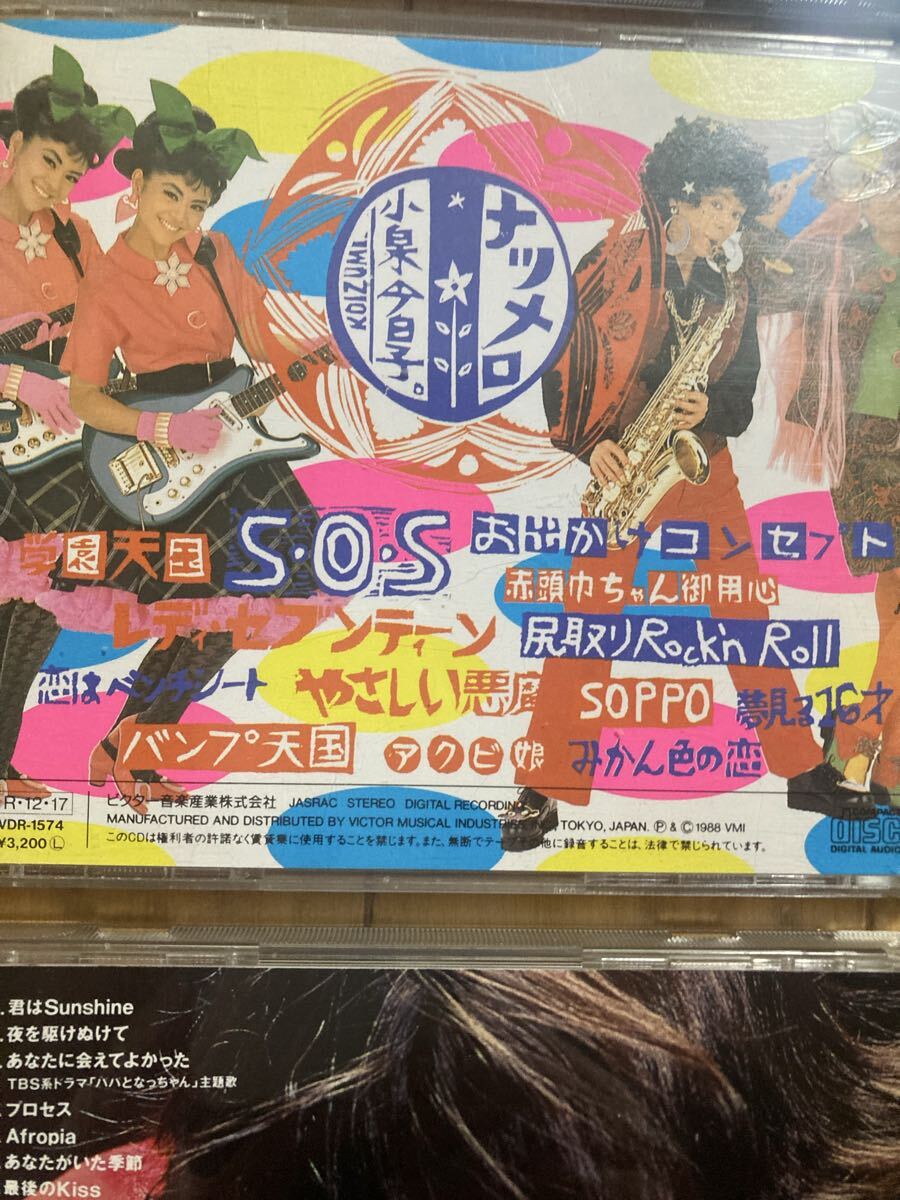 ナツメロ
小泉今日子。
KOIZUMI.
学園天国
S・O・S
お出かけコンセプト
赤頭巾ちゃん御用心
レディ・セブンティーン
尻取りRock'n Roll
恋はベンチシート
やさしい悪魔
SOPPO
夢見る16才
バンプ天国
アクビ娘
みかん色の恋
R・12・17
VDR-1574
¥3,200 Ⓛ
ビクター音楽産業株式会社 JASRAC STEREO DIGITAL RECORDING
MANUFACTURED AND DISTRIBUTED BY VICTOR MUSICAL INDUSTRIES, INC., TOKYO, JAPAN. Ⓟ & © 1988 VMI
このCDは権利者の許諾なく賃貸業に使用することを禁じます。また、無断でテープその他に録音することは、法律で禁じられています。
COMPACT
DISC
DIGITAL AUDIO
君はSunshine
夜を駆けぬけて
あなたに会えてよかった
TBS系ドラマ「パパとなっちゃん」主題歌
プロセス
Afropia
あなたがいた季節
最後のKiss